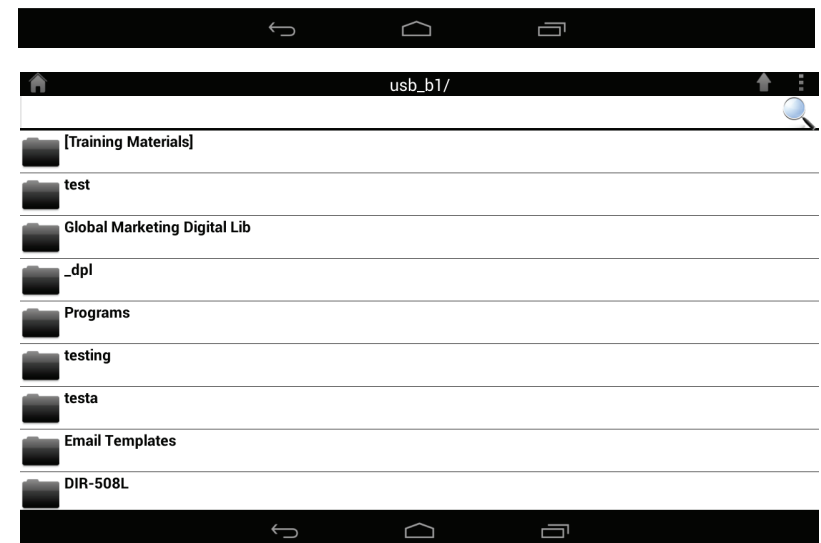 usb_b1/
[Training Materials]
test
Global Marketing Digital Lib
_dpl
Programs
testing
testa
Email Templates
DIR-508L